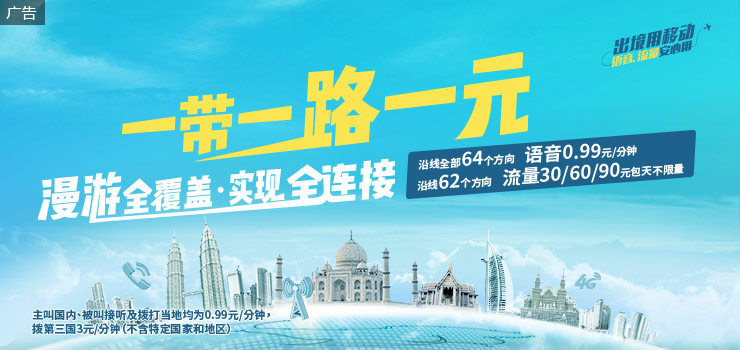 广告
出境用移动
语音、流量安心用
一带一路一元
漫游全覆盖·实现全连接
沿线全部64个方向 语音0.99元/分钟
沿线62个方向 流量30/60/90元包天不限量
4G
主叫国内、被叫接听及拨打当地均为0.99元/分钟，
拨第三国3元/分钟（不含特定国家和地区）